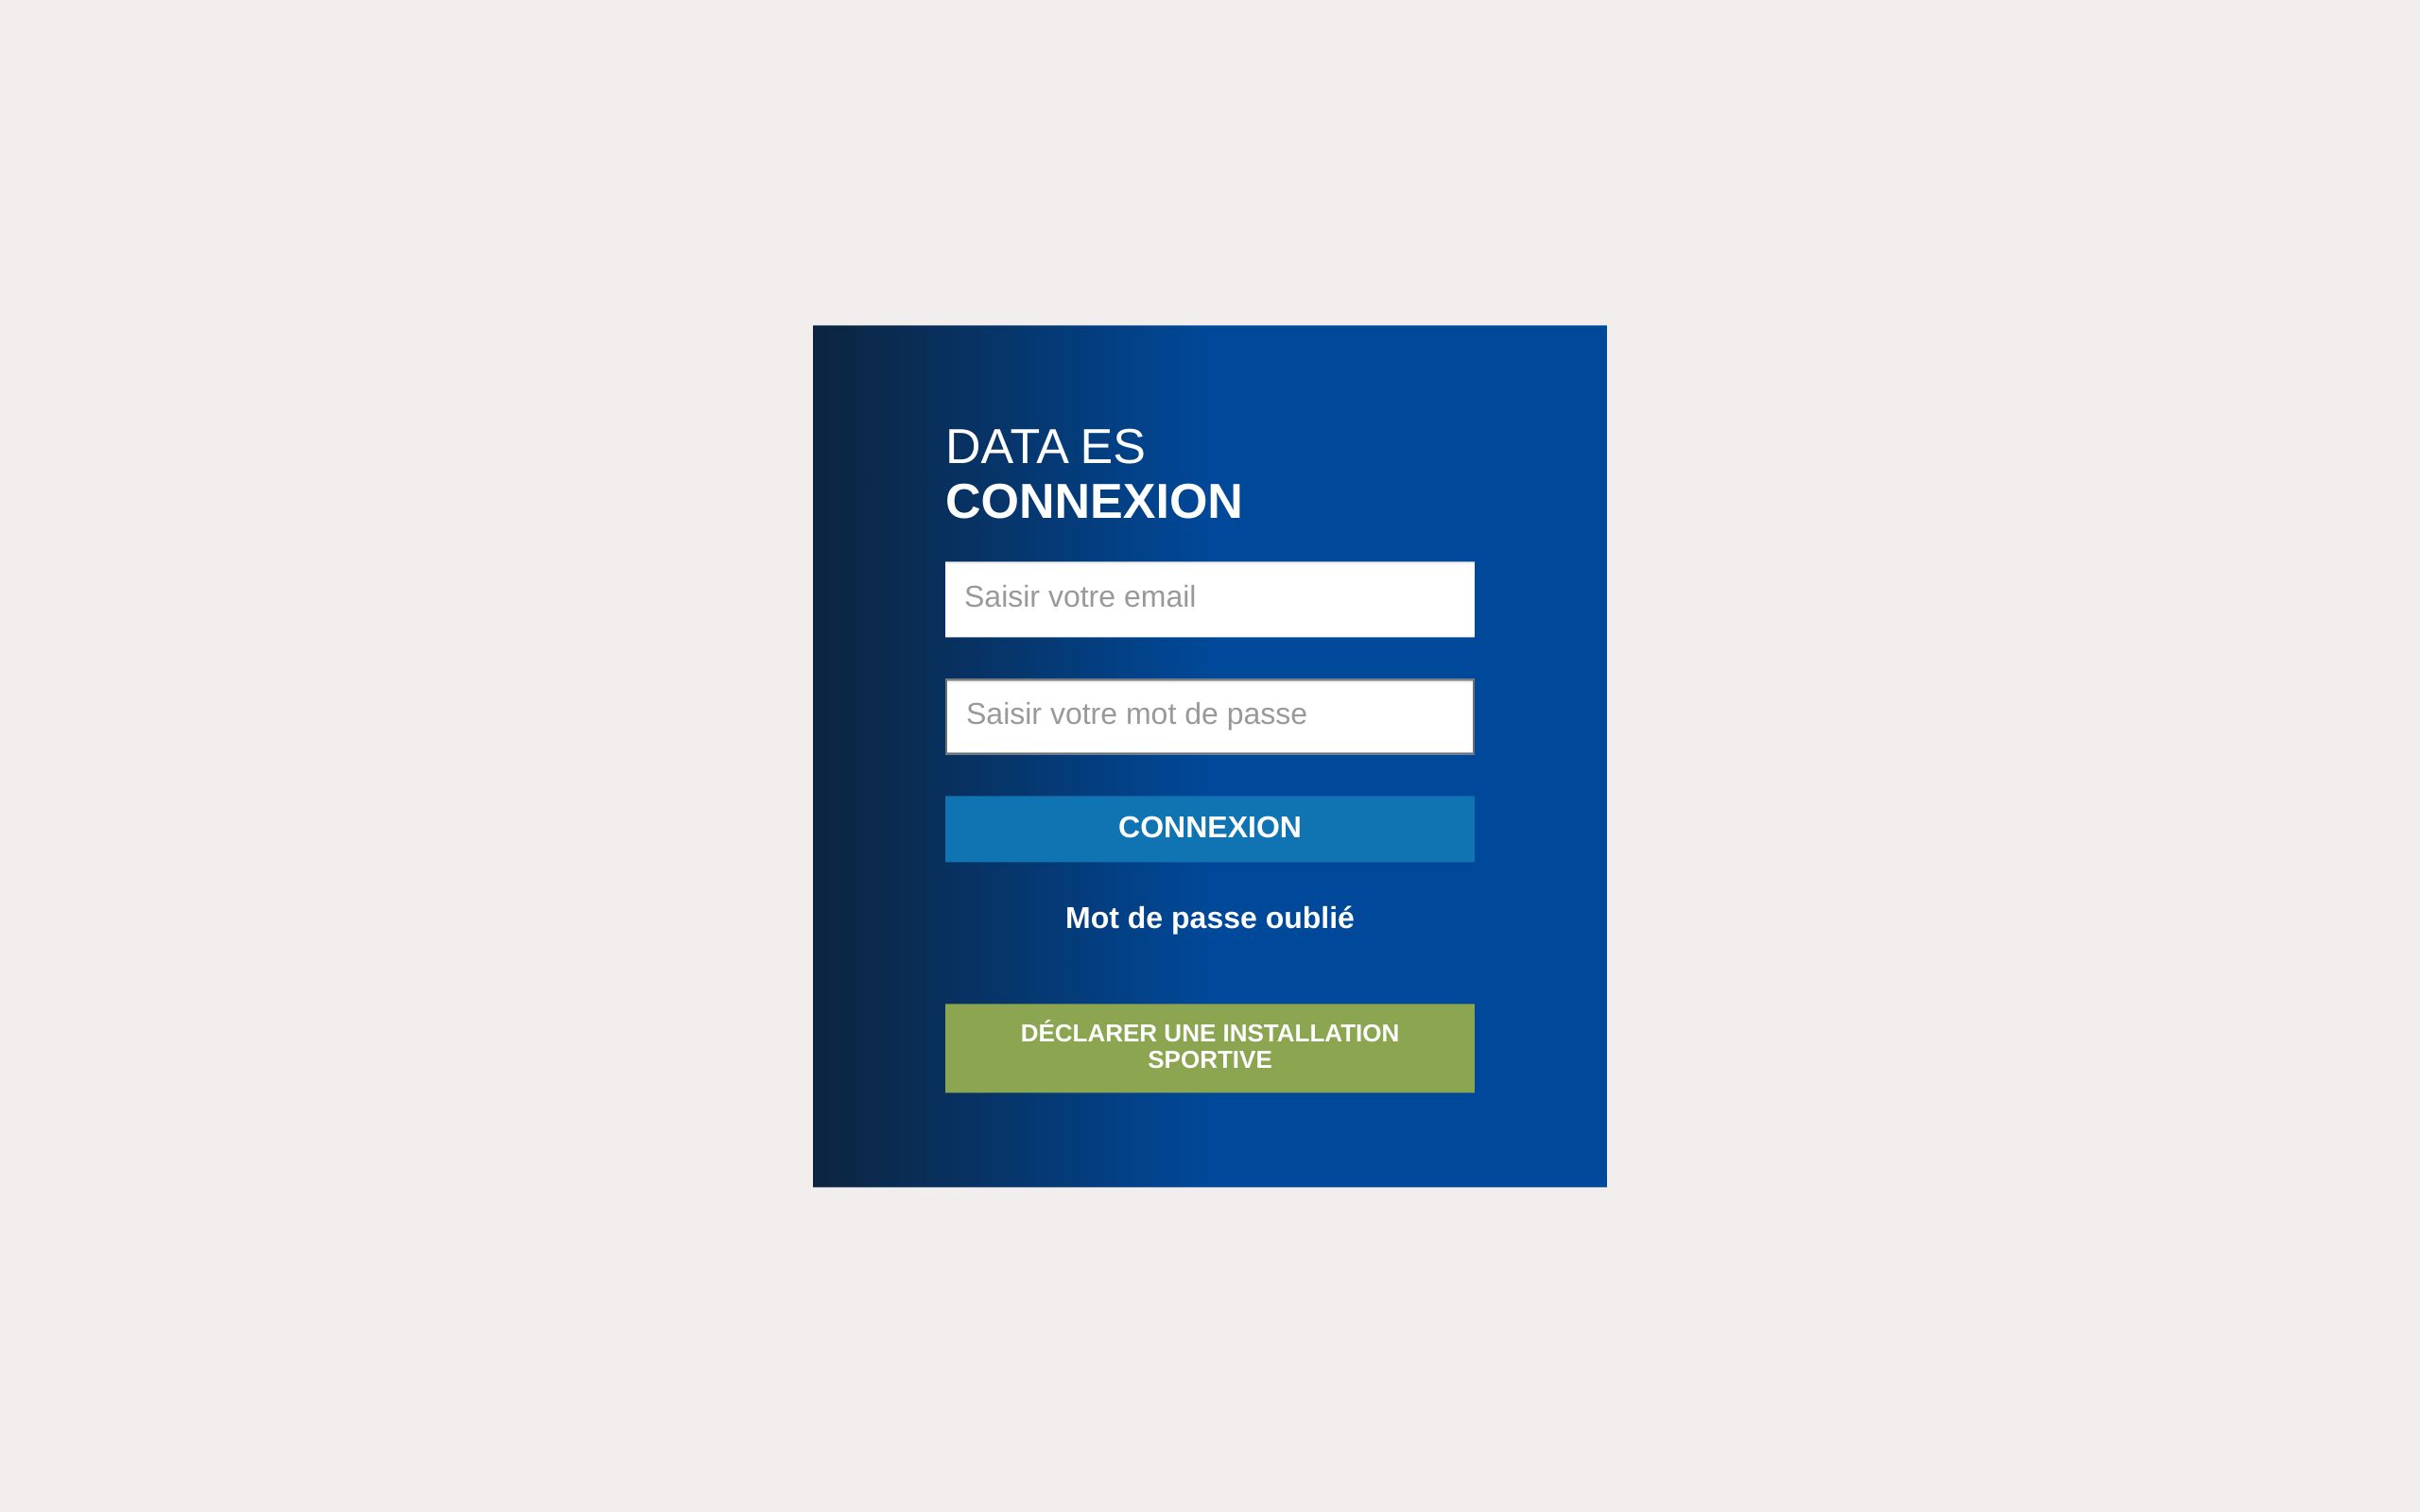 DATA ES
CONNEXION
Saisir votre email
Saisir votre mot de passe
CONNEXION
Mot de passe oublié
DÉCLARER UNE INSTALLATION
SPORTIVE